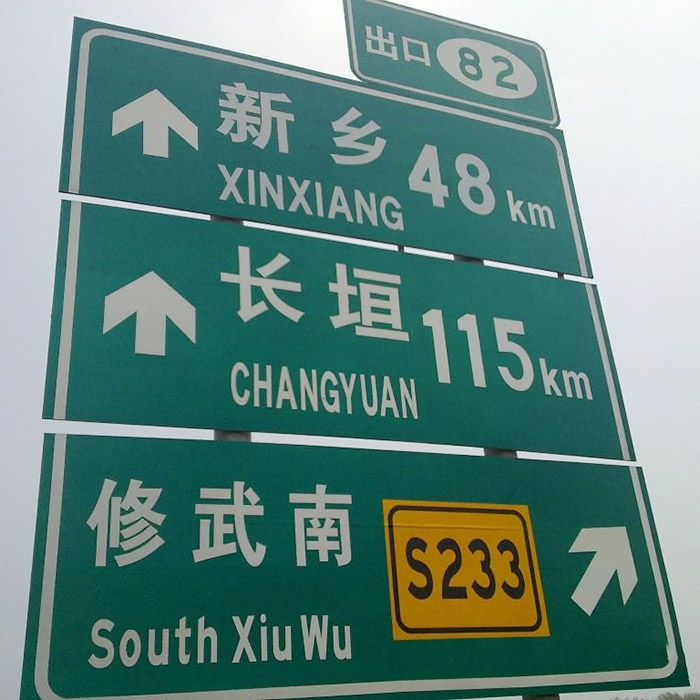 出口 82
新乡 48 km
XINXIANG
长垣 115 km
CHANGYUAN
修武南 S233
South Xiu Wu